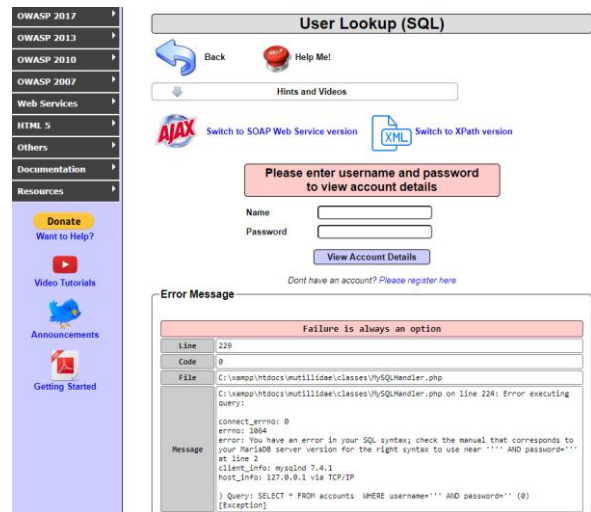 OWASP 2017
OWASP 2013
OWASP 2010
OWASP 2007
Web Services
HTML 5
Others
Documentation
Resources
Donate
Want to Help?
Video Tutorials
Announcements
Getting Started
User Lookup (SQL)
Back
HELP
Help Me!
Hints and Videos
AJAX
Switch to SOAP Web Service version
XML
Switch to XPath version
Please enter username and password
to view account details
Name
Password
View Account Details
Dont have an account? Please register here
Error Message
Failure is always an option
Line 229
Code 0
File C:\xampp\htdocs\mutillidae\classes\MySQLHandler.php
Message
C:\xampp\htdocs\mutillidae\classes\MySQLHandler.php on line 224: Error executing
query:
connect_errno: 0
errno: 1064
error: You have an error in your SQL syntax; check the manual that corresponds to
your MariaDB server version for the right syntax to use near '''' AND password=''
at line 2
client_info: mysqlnd 7.4.1
host_info: 127.0.0.1 via TCP/IP
) Query: SELECT * FROM accounts WHERE username=''' AND password='' (0)
[Exception]